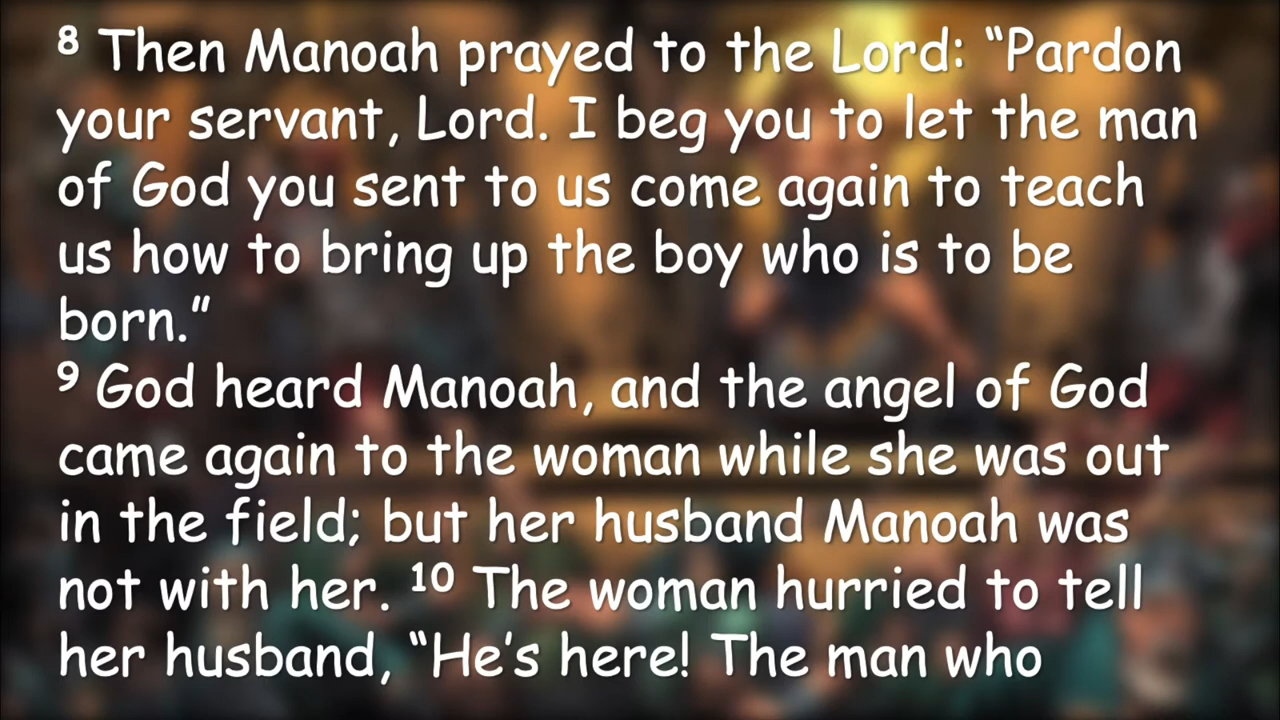 ⁸ Then Manoah prayed to the Lord: “Pardon
your servant, Lord. I beg you to let the man
of God you sent to us come again to teach
us how to bring up the boy who is to be
born.”
⁹ God heard Manoah, and the angel of God
came again to the woman while she was out
in the field; but her husband Manoah was
not with her. ¹⁰ The woman hurried to tell
her husband, “He’s here! The man who